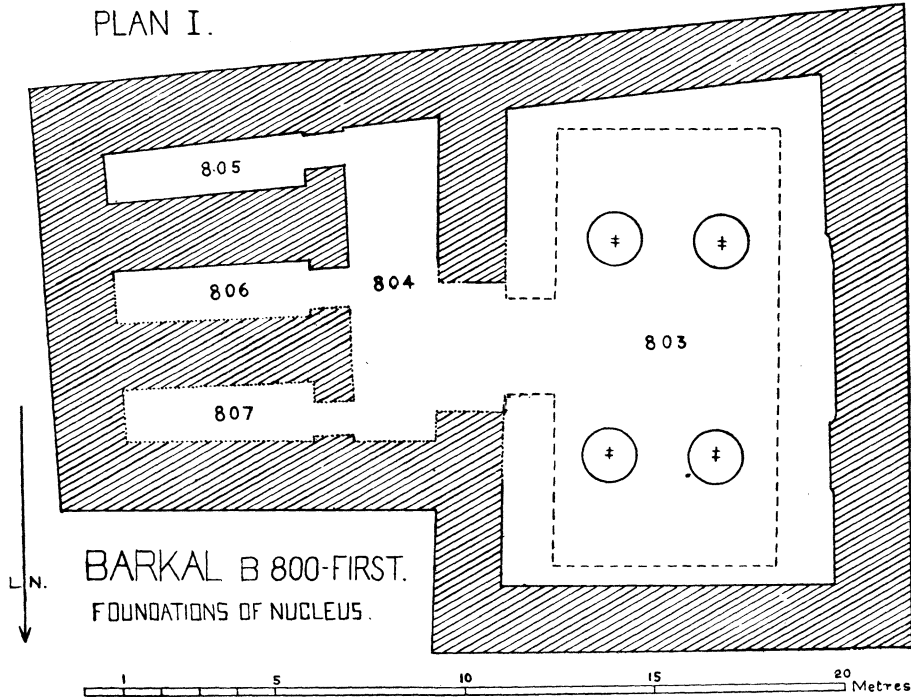 PLAN I.
8·05
806
804
803
807
L.N.
BARKAL B 800-FIRST.
FOUNDATIONS OF NUCLEUS.
1 5 10 15 20 Metres